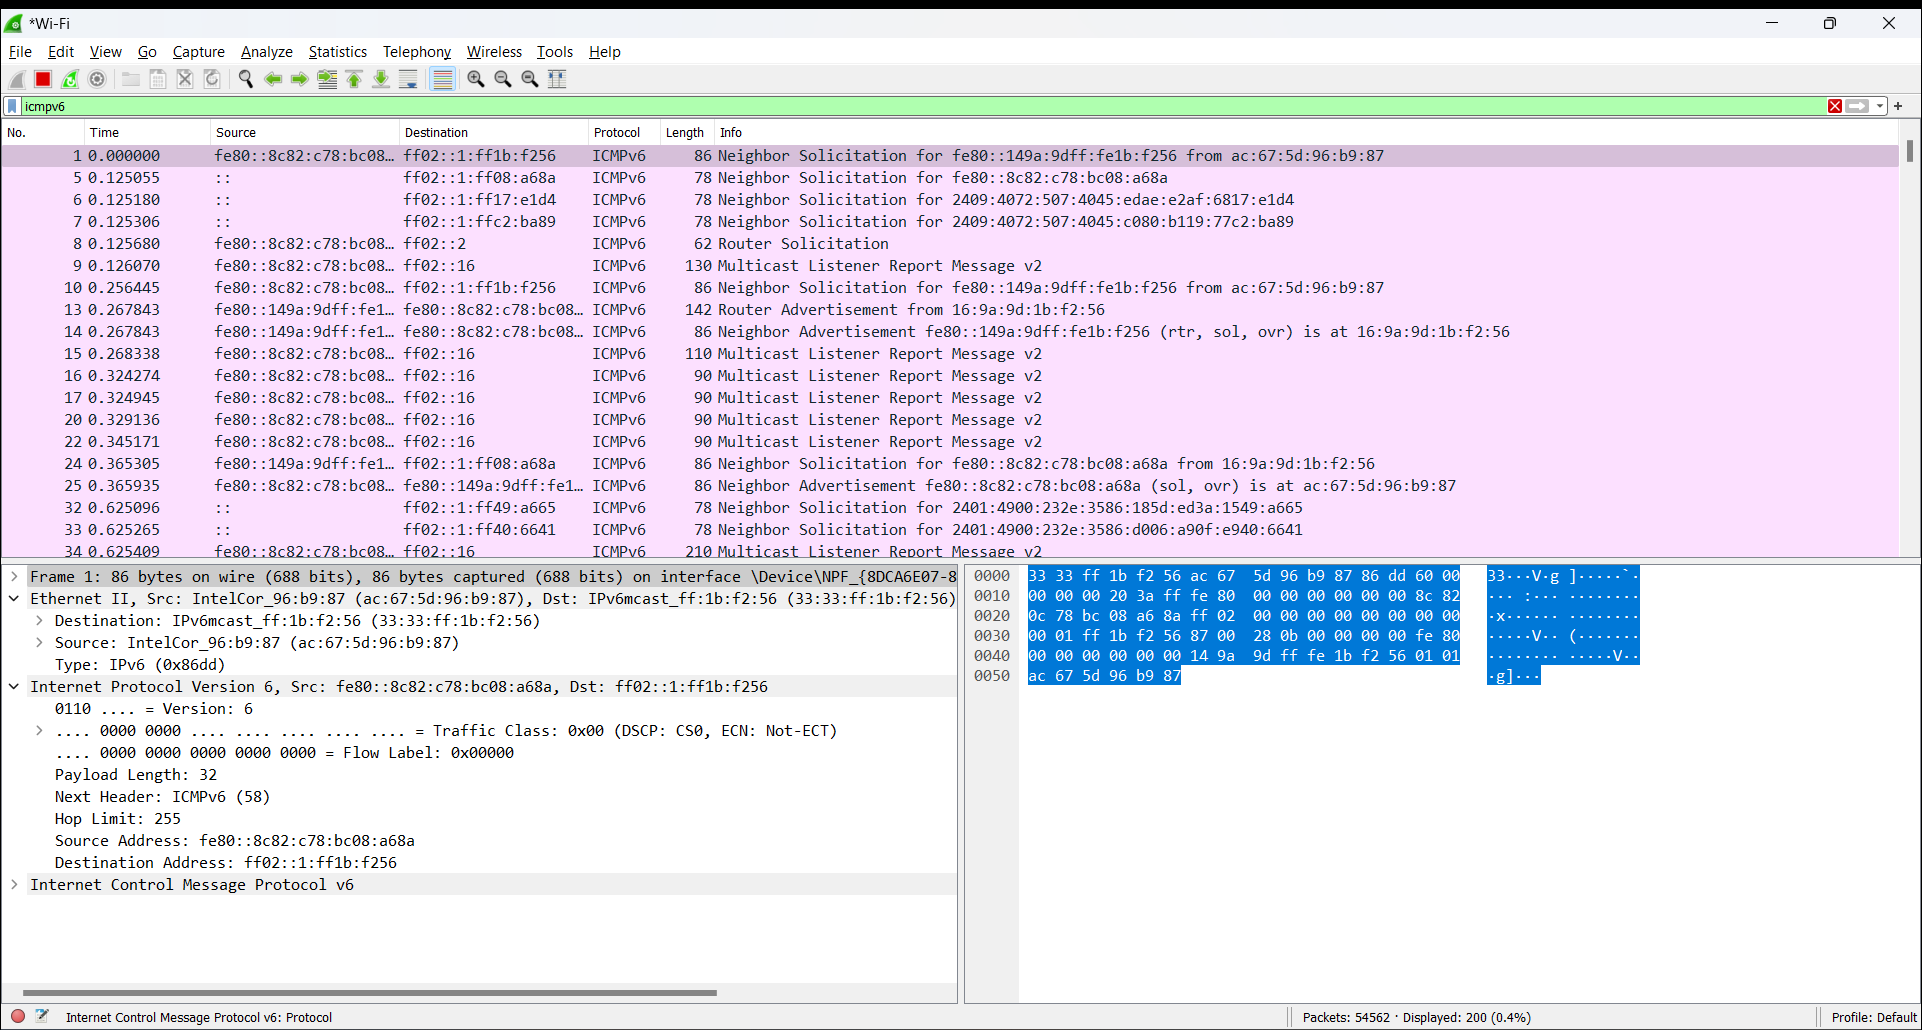 *Wi-Fi
File Edit View Go Capture Analyze Statistics Telephony Wireless Tools Help
icmpv6
No. Time Source Destination Protocol Length Info
1 0.000000 fe80::8c82:c78:bc08… ff02::1:ff1b:f256 ICMPv6 86 Neighbor Solicitation for fe80::149a:9dff:fe1b:f256 from ac:67:5d:96:b9:87
5 0.125055 :: ff02::1:ff08:a68a ICMPv6 78 Neighbor Solicitation for fe80::8c82:c78:bc08:a68a
6 0.125180 :: ff02::1:ff17:e1d4 ICMPv6 78 Neighbor Solicitation for 2409:4072:507:4045:edae:e2af:6817:e1d4
7 0.125306 :: ff02::1:ffc2:ba89 ICMPv6 78 Neighbor Solicitation for 2409:4072:507:4045:c080:b119:77c2:ba89
8 0.125680 fe80::8c82:c78:bc08… ff02::2 ICMPv6 62 Router Solicitation
9 0.126070 fe80::8c82:c78:bc08… ff02::16 ICMPv6 130 Multicast Listener Report Message v2
10 0.256445 fe80::8c82:c78:bc08… ff02::1:ff1b:f256 ICMPv6 86 Neighbor Solicitation for fe80::149a:9dff:fe1b:f256 from ac:67:5d:96:b9:87
13 0.267843 fe80::149a:9dff:fe1… fe80::8c82:c78:bc08… ICMPv6 142 Router Advertisement from 16:9a:9d:1b:f2:56
14 0.267843 fe80::149a:9dff:fe1… fe80::8c82:c78:bc08… ICMPv6 86 Neighbor Advertisement fe80::149a:9dff:fe1b:f256 (rtr, sol, ovr) is at 16:9a:9d:1b:f2:56
15 0.268338 fe80::8c82:c78:bc08… ff02::16 ICMPv6 110 Multicast Listener Report Message v2
16 0.324274 fe80::8c82:c78:bc08… ff02::16 ICMPv6 90 Multicast Listener Report Message v2
17 0.324945 fe80::8c82:c78:bc08… ff02::16 ICMPv6 90 Multicast Listener Report Message v2
20 0.329136 fe80::8c82:c78:bc08… ff02::16 ICMPv6 90 Multicast Listener Report Message v2
22 0.345171 fe80::8c82:c78:bc08… ff02::16 ICMPv6 90 Multicast Listener Report Message v2
24 0.365305 fe80::149a:9dff:fe1… ff02::1:ff08:a68a ICMPv6 86 Neighbor Solicitation for fe80::8c82:c78:bc08:a68a from 16:9a:9d:1b:f2:56
25 0.365935 fe80::8c82:c78:bc08… fe80::149a:9dff:fe1… ICMPv6 86 Neighbor Advertisement fe80::8c82:c78:bc08:a68a (sol, ovr) is at ac:67:5d:96:b9:87
32 0.625096 :: ff02::1:ff49:a665 ICMPv6 78 Neighbor Solicitation for 2401:4900:232e:3586:185d:ed3a:1549:a665
33 0.625265 :: ff02::1:ff40:6641 ICMPv6 78 Neighbor Solicitation for 2401:4900:232e:3586:d006:a90f:e940:6641
34 0.625409 fe80::8c82:c78:bc08… ff02::16 ICMPv6 210 Multicast Listener Report Message v2
Frame 1: 86 bytes on wire (688 bits), 86 bytes captured (688 bits) on interface \Device\NPF_{8DCA6E07-8
Ethernet II, Src: IntelCor_96:b9:87 (ac:67:5d:96:b9:87), Dst: IPv6mcast_ff:1b:f2:56 (33:33:ff:1b:f2:56)
Destination: IPv6mcast_ff:1b:f2:56 (33:33:ff:1b:f2:56)
Source: IntelCor_96:b9:87 (ac:67:5d:96:b9:87)
Type: IPv6 (0x86dd)
Internet Protocol Version 6, Src: fe80::8c82:c78:bc08:a68a, Dst: ff02::1:ff1b:f256
0110 .... = Version: 6
.... 0000 0000 .... .... .... .... .... = Traffic Class: 0x00 (DSCP: CS0, ECN: Not-ECT)
.... 0000 0000 0000 0000 0000 = Flow Label: 0x00000
Payload Length: 32
Next Header: ICMPv6 (58)
Hop Limit: 255
Source Address: fe80::8c82:c78:bc08:a68a
Destination Address: ff02::1:ff1b:f256
Internet Control Message Protocol v6
0000 33 33 ff 1b f2 56 ac 67 5d 96 b9 87 86 dd 60 00 33···V·g ]·····`·
0010 00 00 00 20 3a ff fe 80 00 00 00 00 00 00 8c 82 ··· :··· ········
0020 0c 78 bc 08 a6 8a ff 02 00 00 00 00 00 00 00 00 ·x······ ········
0030 00 01 ff 1b f2 56 87 00 28 0b 00 00 00 00 fe 80 ·····V·· (·······
0040 00 00 00 00 00 00 14 9a 9d ff fe 1b f2 56 01 01 ········ ·····V··
0050 ac 67 5d 96 b9 87 ·g]···
Internet Control Message Protocol v6: Protocol
Packets: 54562 · Displayed: 200 (0.4%)
Profile: Default